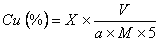 Cu(%) = X × V / (a × M × 5)